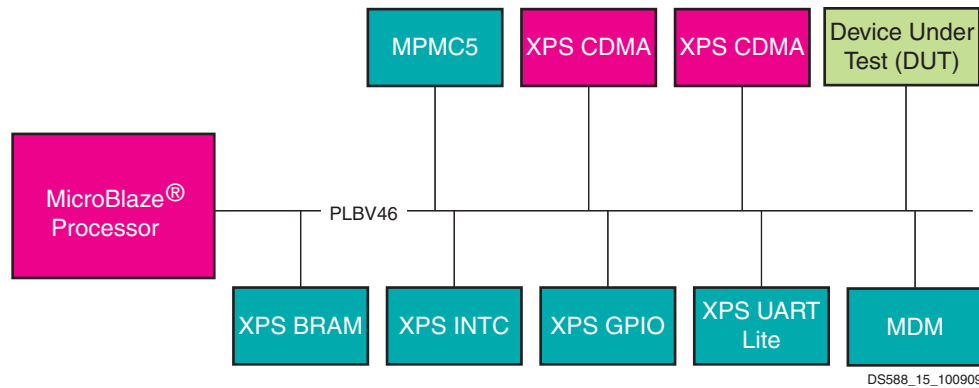 MPMC5
XPS CDMA
XPS CDMA
Device Under
Test (DUT)
MicroBlaze®
Processor
PLBV46
XPS BRAM
XPS INTC
XPS GPIO
XPS UART
Lite
MDM
DS588_15_100909